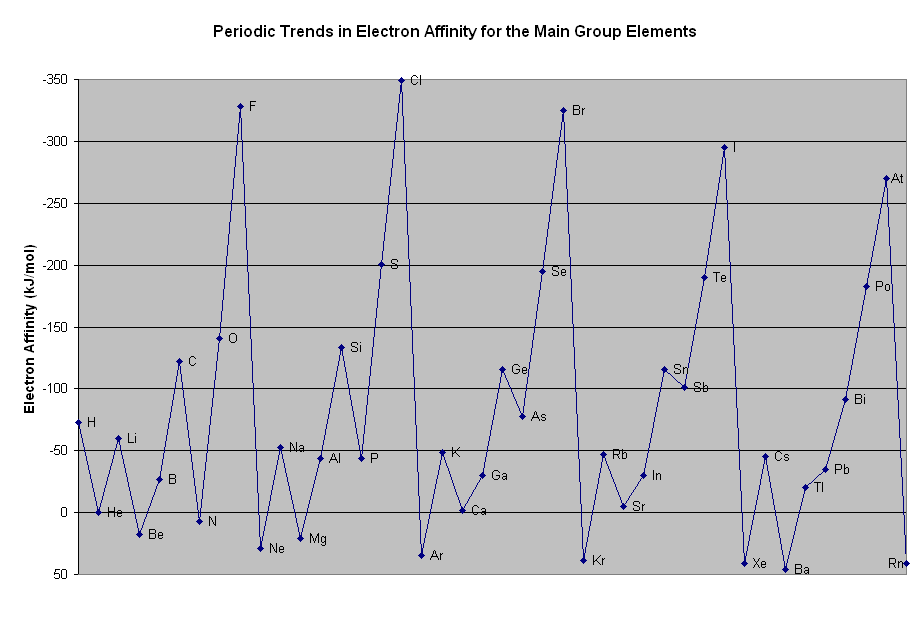 Periodic Trends in Electron Affinity for the Main Group Elements
Electron Affinity (kJ/mol)
-350
-300
-250
-200
-150
-100
-50
0
50
H
He
Li
Be
B
C
N
O
F
Ne
Na
Mg
Al
Si
P
S
Cl
Ar
K
Ca
Ga
Ge
As
Se
Br
Kr
Rb
Sr
In
Sn
Sb
Te
I
Xe
Cs
Ba
Tl
Pb
Bi
Po
At
Rn